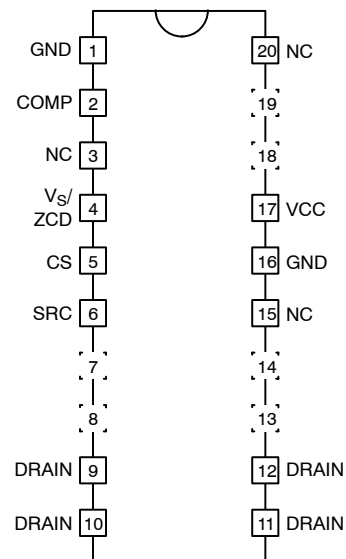 GND 1 20 NC
COMP 2 19
NC 3 18
VS/
ZCD 4 17 VCC
CS 5 16 GND
SRC 6 15 NC
7 14
8 13
DRAIN 9 12 DRAIN
DRAIN 10 11 DRAIN